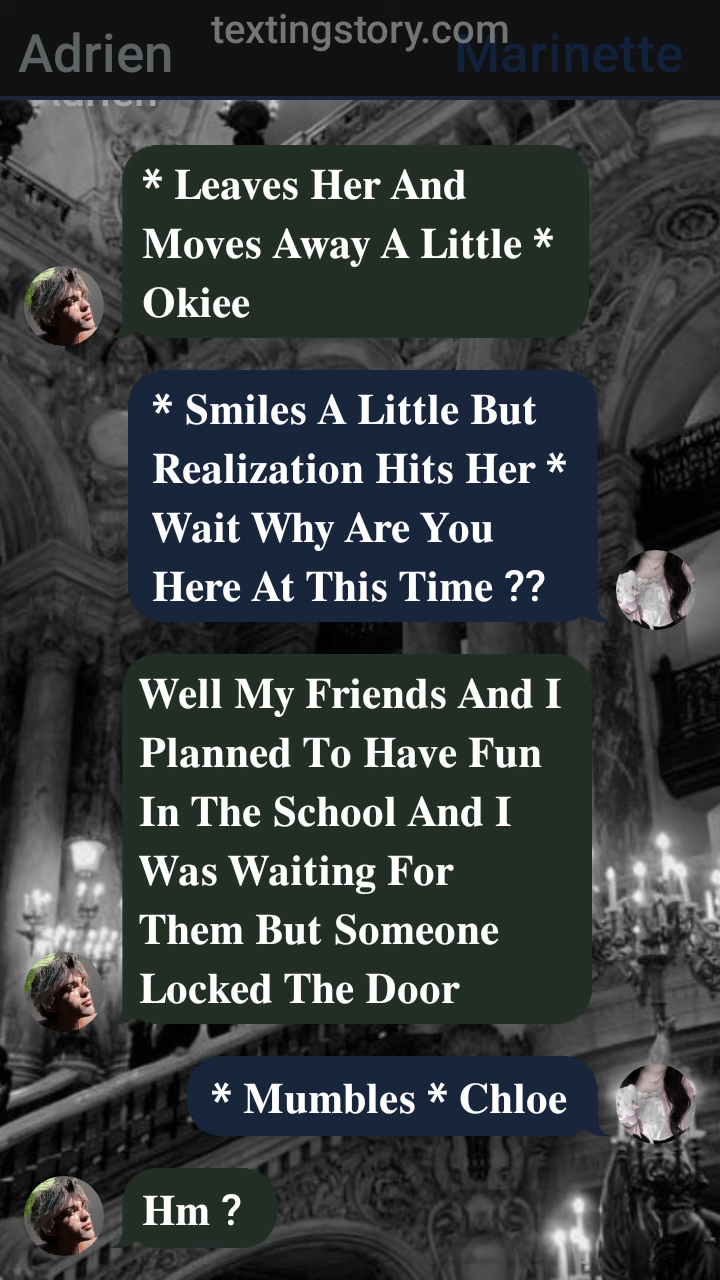 textingstory.com
Adrien
Marinette
Adrien
* Leaves Her And
Moves Away A Little *
Okiee
* Smiles A Little But
Realization Hits Her *
Wait Why Are You
Here At This Time ??
Well My Friends And I
Planned To Have Fun
In The School And I
Was Waiting For
Them But Someone
Locked The Door
* Mumbles * Chloe
Hm ?